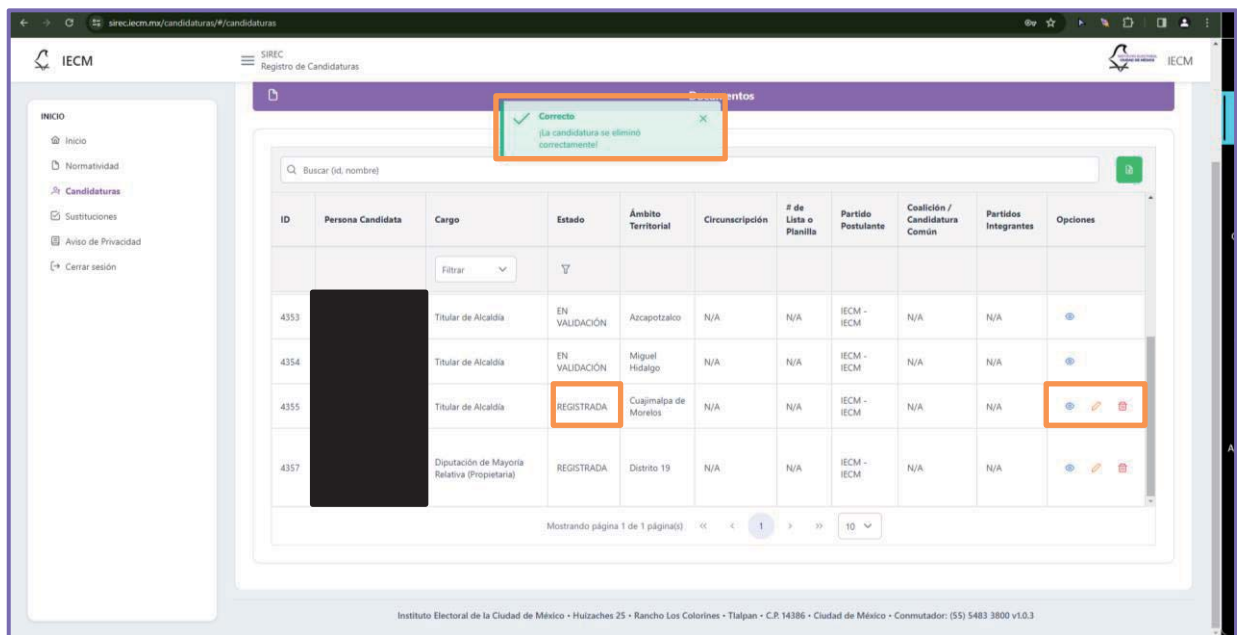 sirec.iecm.mx/candidaturas/#/candidaturas
IECM
SIREC
Registro de Candidaturas
IECM
INICIO
Inicio
Normatividad
Candidaturas
Sustituciones
Aviso de Privacidad
Cerrar sesión
Correcto
¡La candidatura se eliminó
correctamente!
Buscar (id, nombre)
ID Persona Candidata Cargo Estado Ámbito Territorial Circunscripción # de Lista o Planilla Partido Postulante Coalición / Candidatura Común Partidos Integrantes Opciones
Filtrar
4353 Titular de Alcaldía EN VALIDACIÓN Azcapotzalco N/A N/A IECM - IECM N/A N/A
4354 Titular de Alcaldía EN VALIDACIÓN Miguel Hidalgo N/A N/A IECM - IECM N/A N/A
4355 Titular de Alcaldía REGISTRADA Cuajimalpa de Morelos N/A N/A IECM - IECM N/A N/A
4357 Diputación de Mayoría Relativa (Propietaria) REGISTRADA Distrito 19 N/A N/A IECM - IECM N/A N/A
Mostrando página 1 de 1 página(s) << < 1 > >> 10
Instituto Electoral de la Ciudad de México • Huizaches 25 • Rancho Los Colorines • Tlalpan • C.P. 14386 • Ciudad de México • Conmutador: (55) 5483 3800 v1.0.3